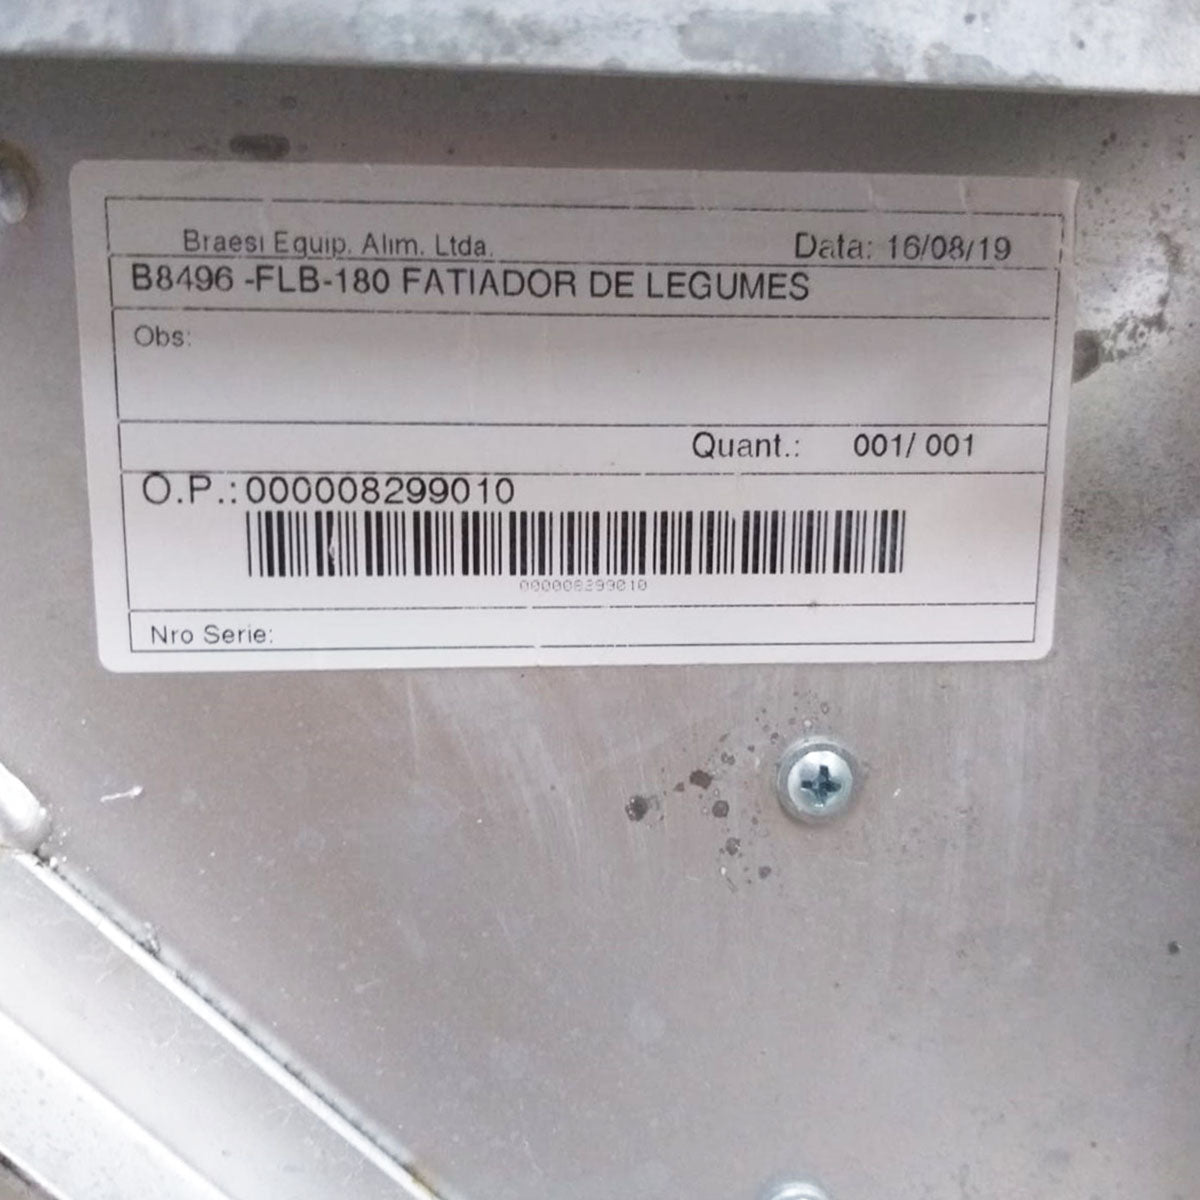 Braesi Equip. Alim. Ltda. Data: 16/08/19
B8496 -FLB-180 FATIADOR DE LEGUMES
Obs:
Quant.: 001/ 001
O.P.:000008299010
000008299010
Nro Serie: